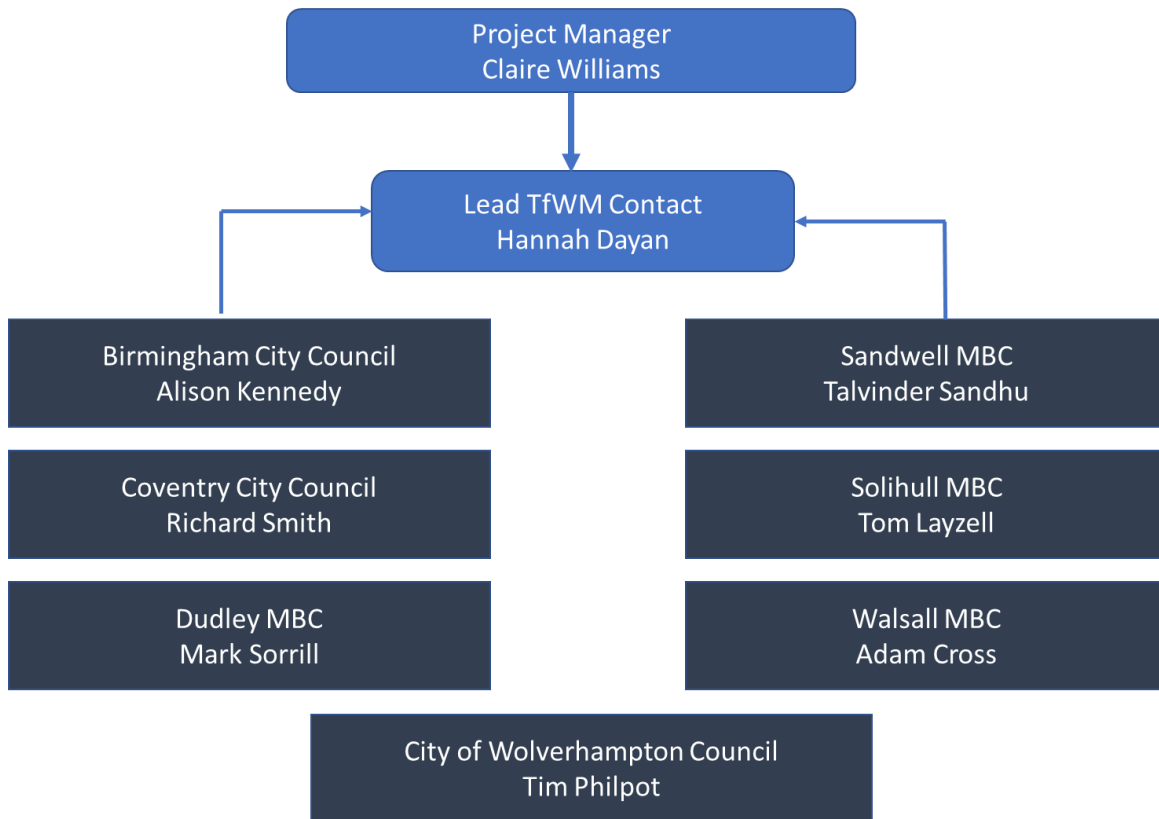 Project Manager
Claire Williams
Lead TfWM Contact
Hannah Dayan
Birmingham City Council
Alison Kennedy
Sandwell MBC
Talvinder Sandhu
Coventry City Council
Richard Smith
Solihull MBC
Tom Layzell
Dudley MBC
Mark Sorrill
Walsall MBC
Adam Cross
City of Wolverhampton Council
Tim Philpot